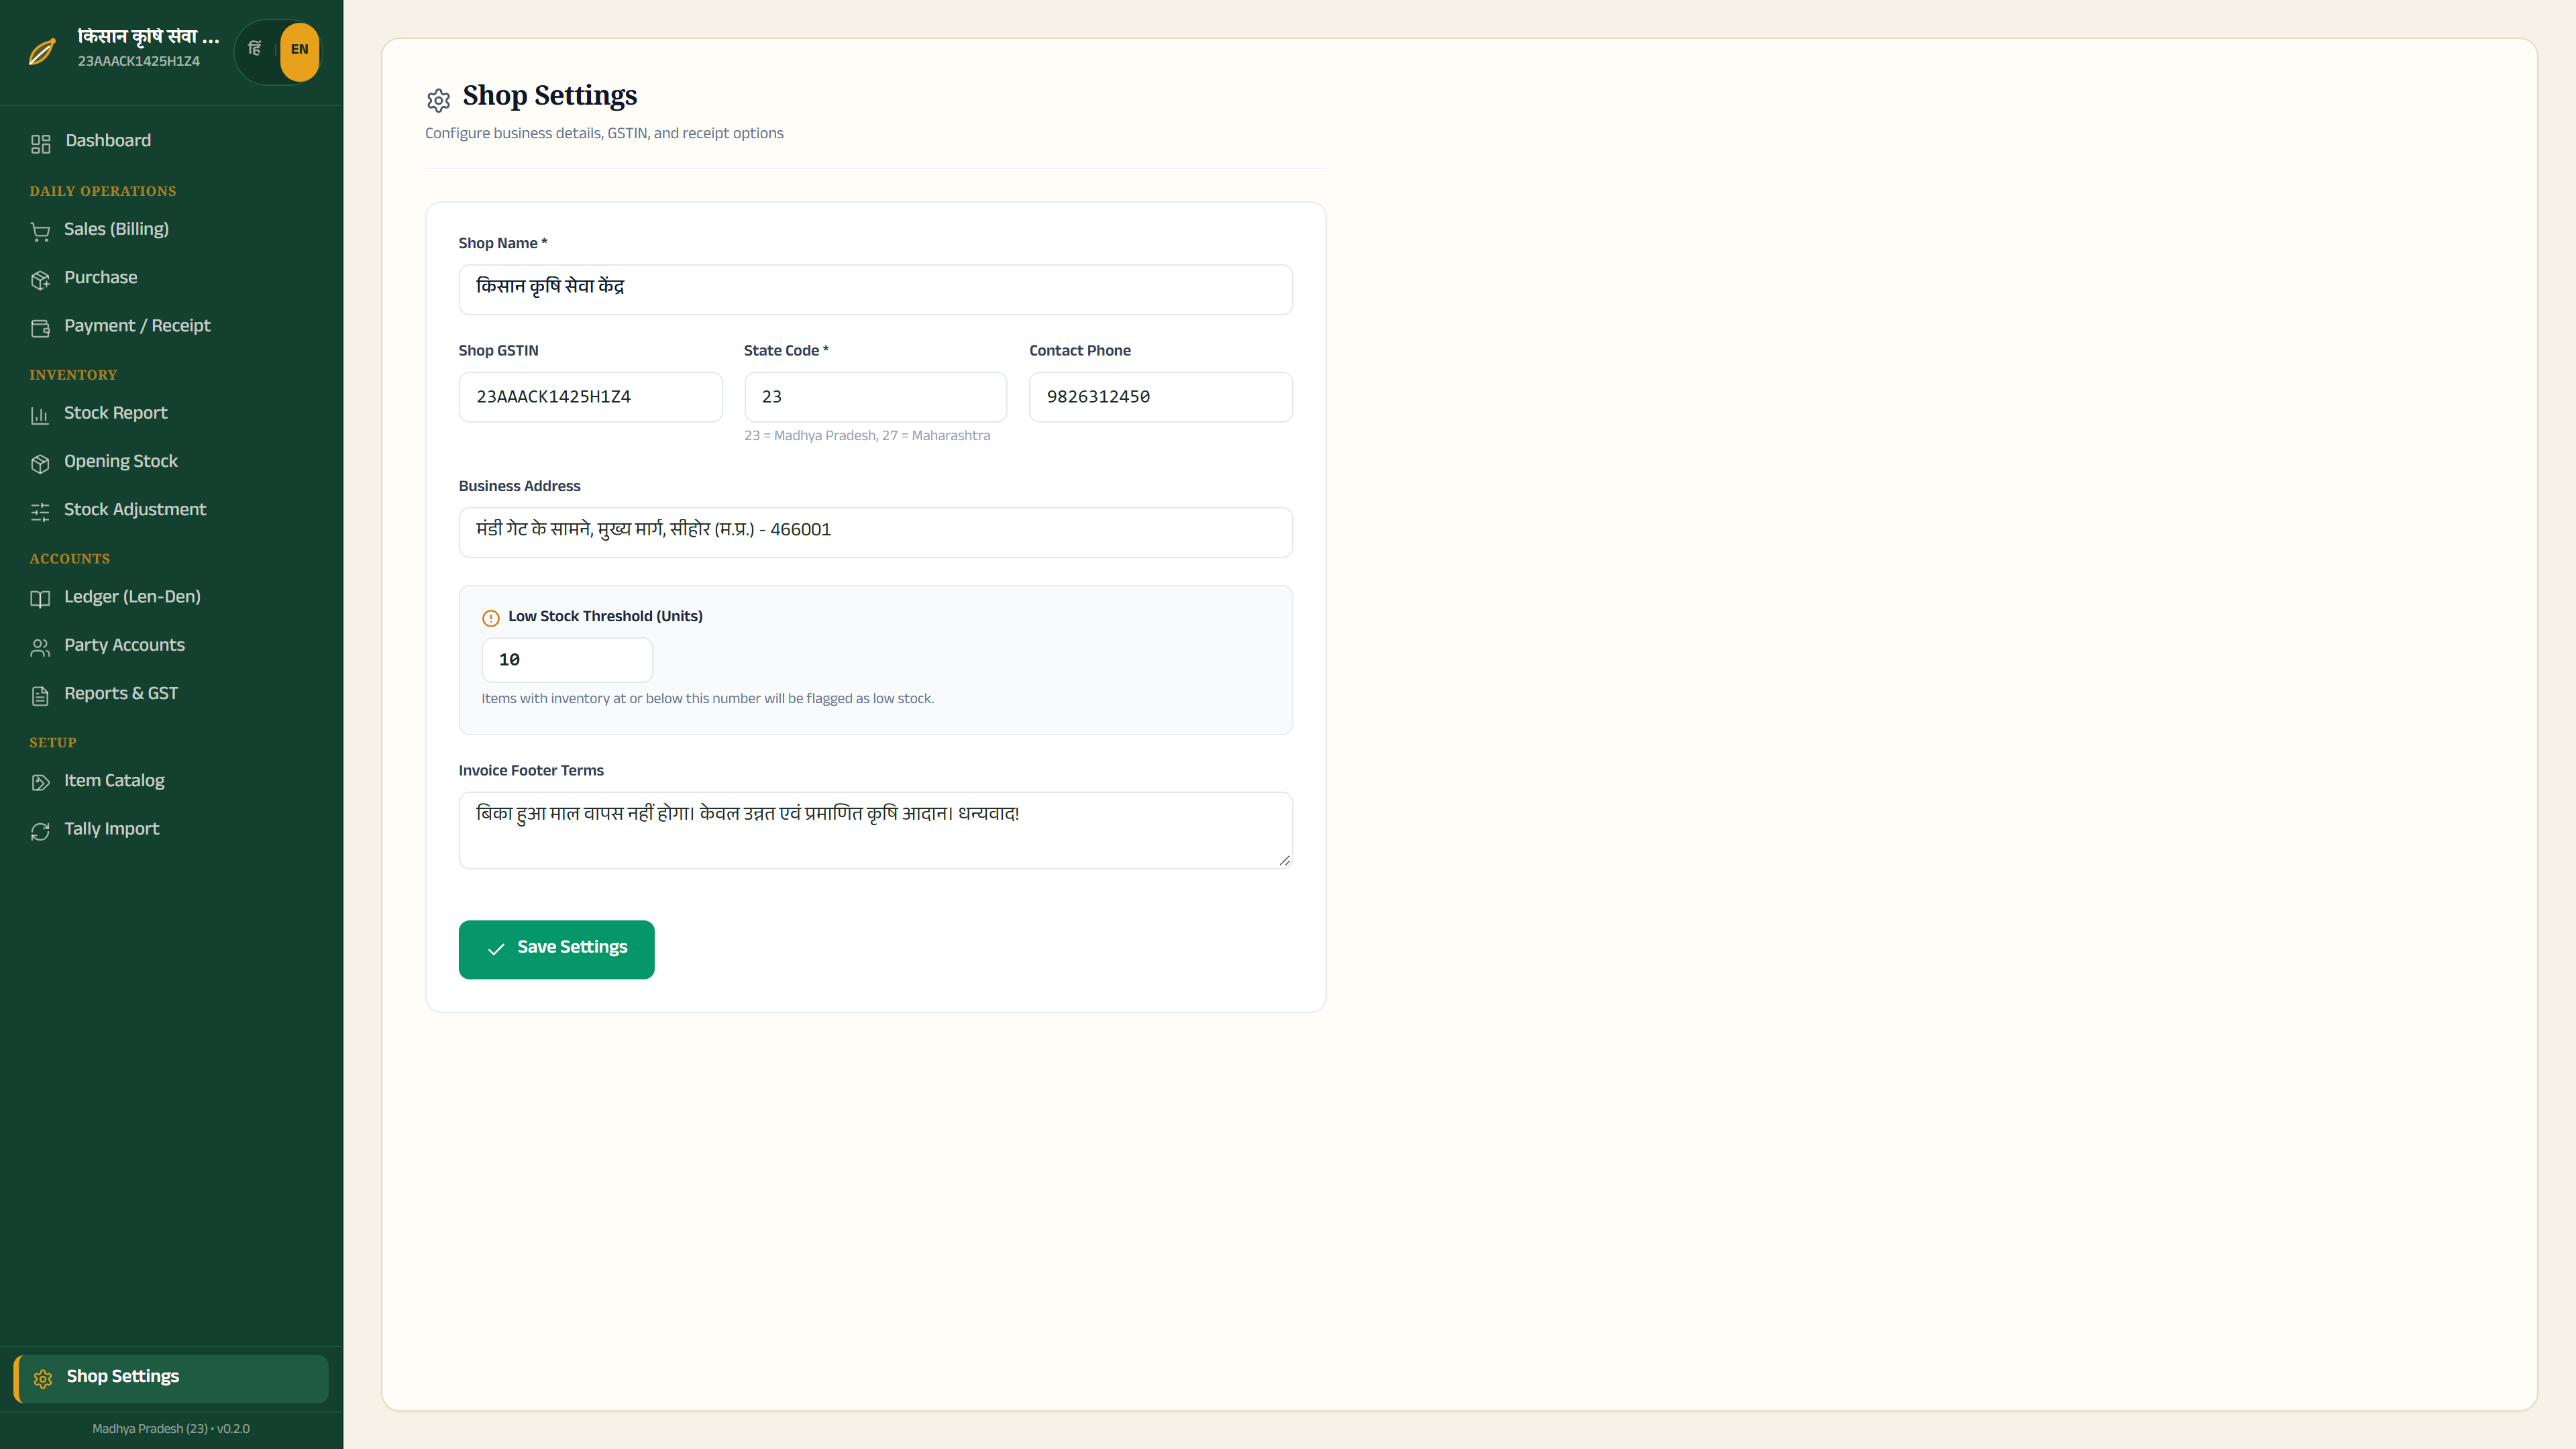 किसान कृषि सेवा ...
23AAACK1425H1Z4
हिं
EN
Dashboard
DAILY OPERATIONS
Sales (Billing)
Purchase
Payment / Receipt
INVENTORY
Stock Report
Opening Stock
Stock Adjustment
ACCOUNTS
Ledger (Len-Den)
Party Accounts
Reports & GST
SETUP
Item Catalog
Tally Import
Shop Settings
Madhya Pradesh (23) • v0.2.0
Shop Settings
Configure business details, GSTIN, and receipt options
Shop Name *
किसान कृषि सेवा केंद्र
Shop GSTIN
23AAACK1425H1Z4
State Code *
23
23 = Madhya Pradesh, 27 = Maharashtra
Contact Phone
9826312450
Business Address
मंडी गेट के सामने, मुख्य मार्ग, सीहोर (म.प्र.) - 466001
Low Stock Threshold (Units)
10
Items with inventory at or below this number will be flagged as low stock.
Invoice Footer Terms
बिका हुआ माल वापस नहीं होगा। केवल उन्नत एवं प्रमाणित कृषि आदान। धन्यवाद!
Save Settings